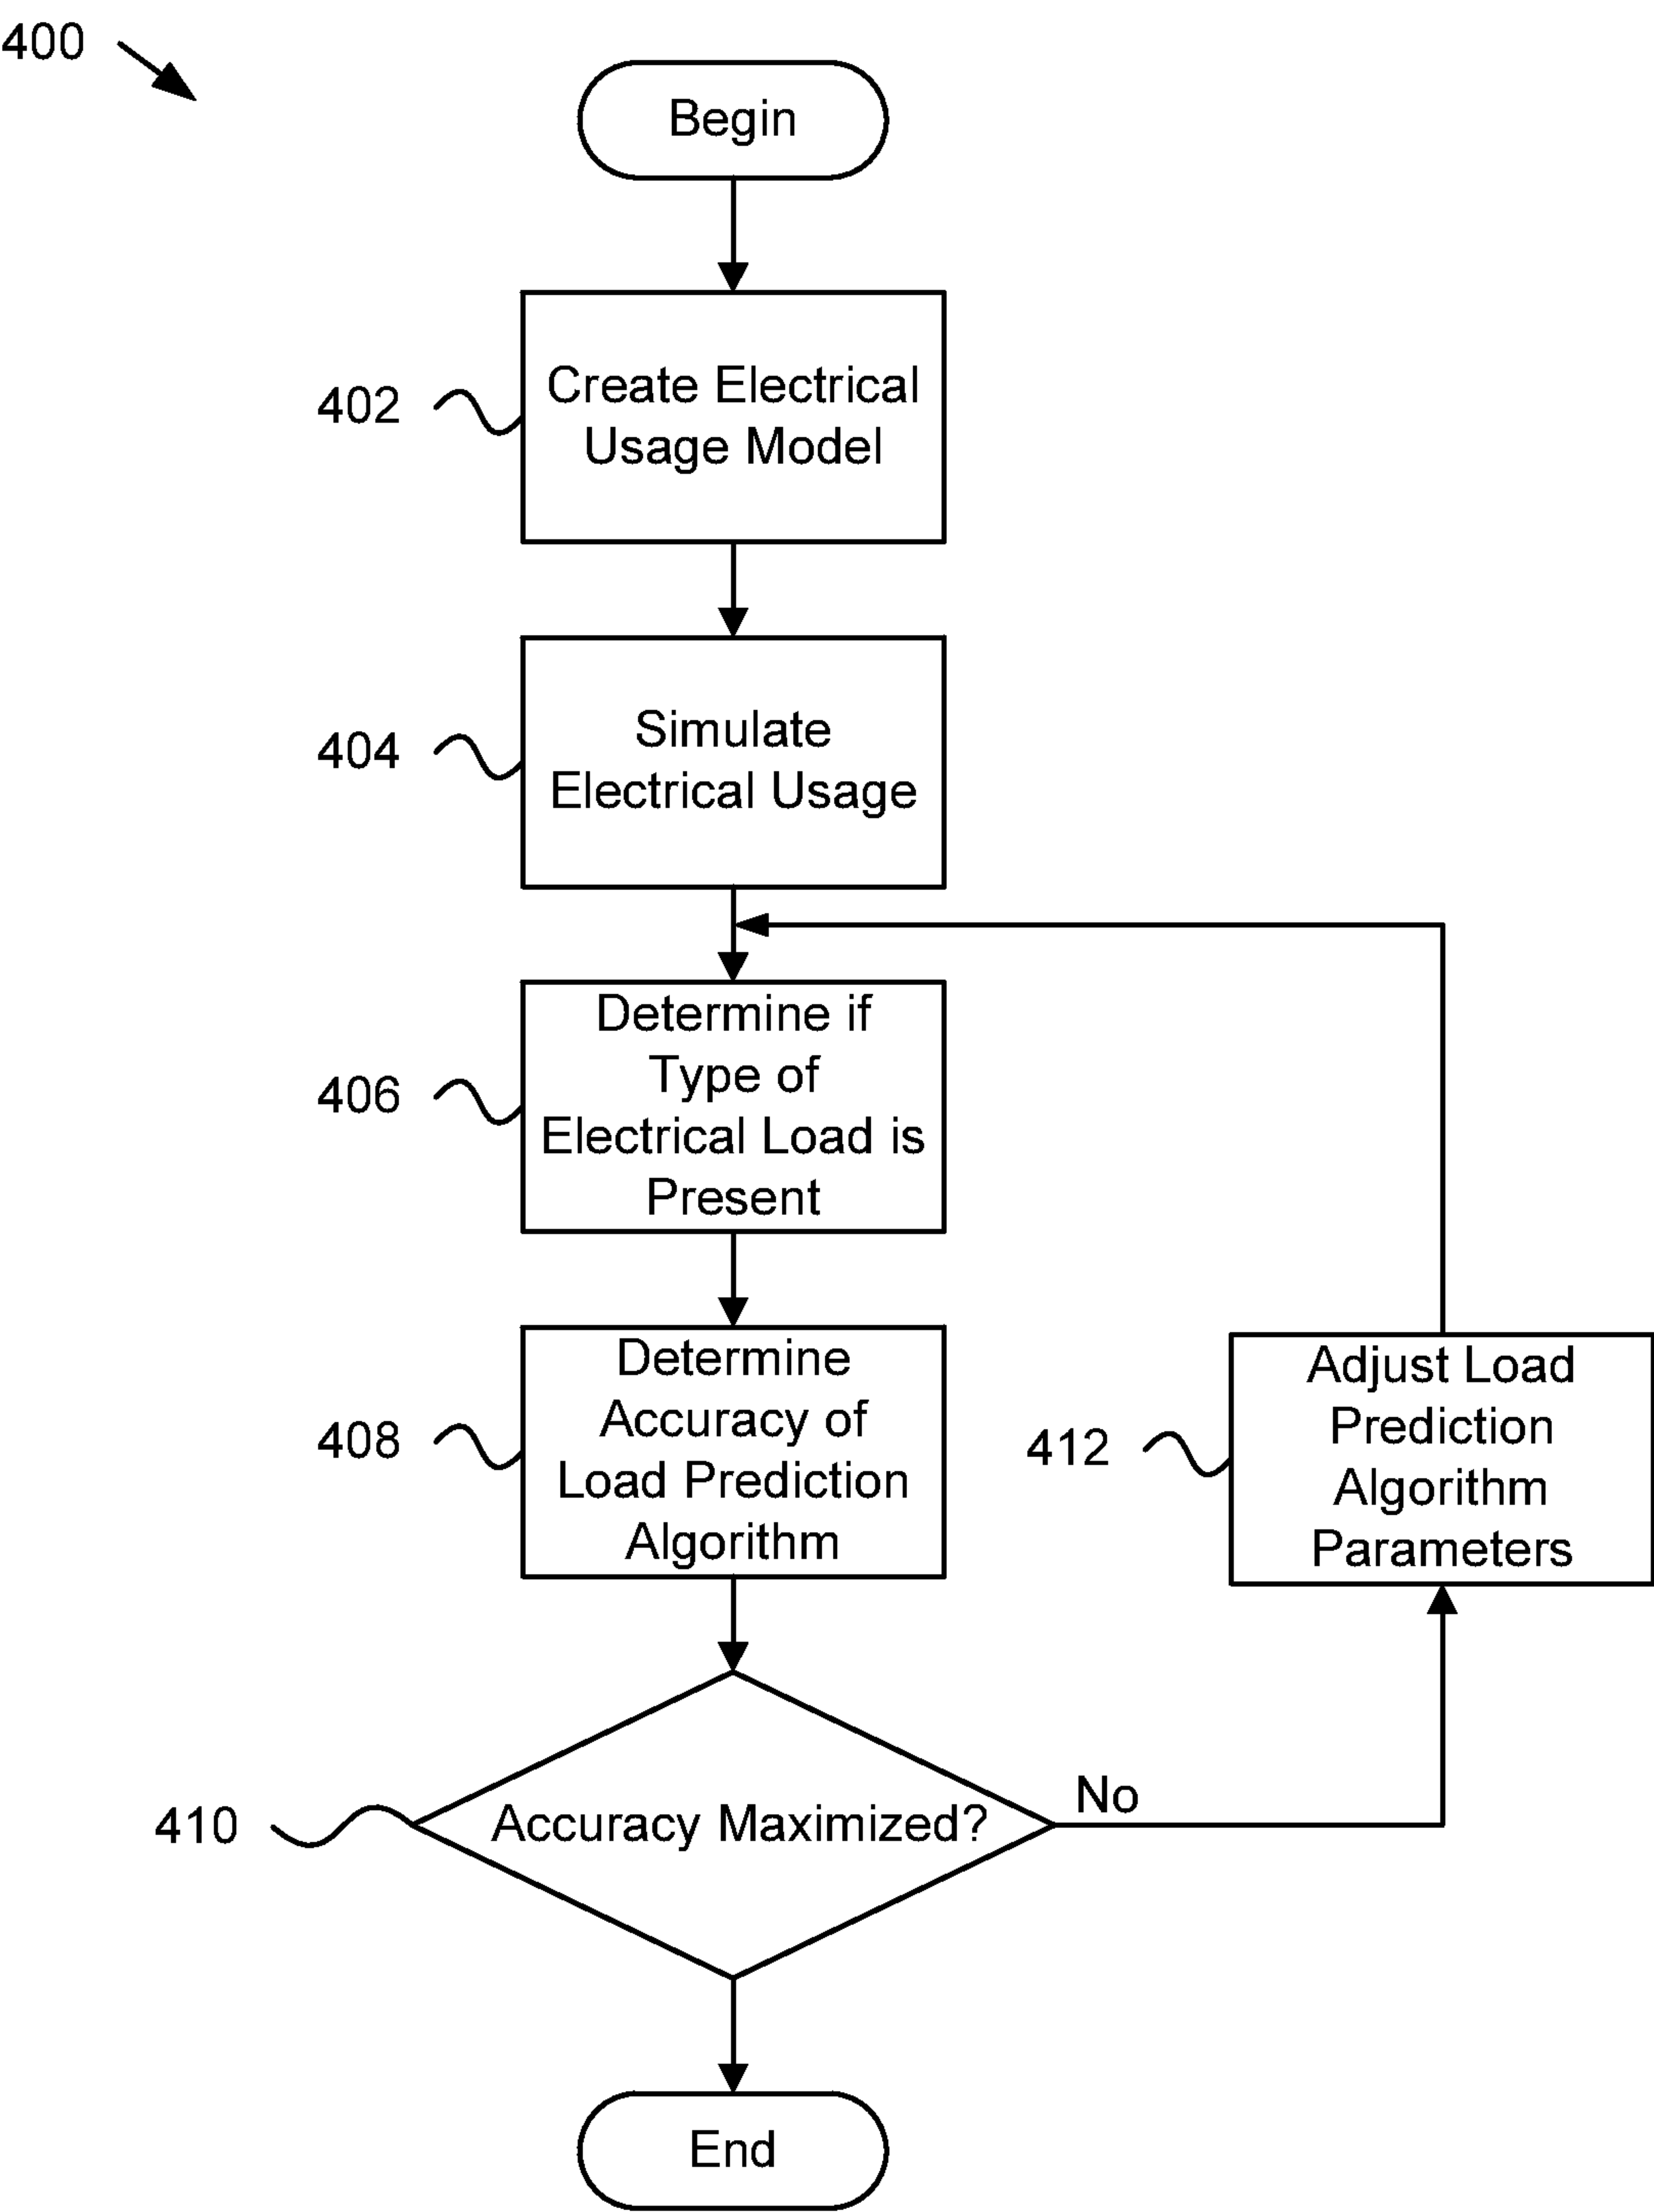 400
Begin
402
Create Electrical
Usage Model
404
Simulate
Electrical Usage
406
Determine if
Type of
Electrical Load is
Present
408
Determine
Accuracy of
Load Prediction
Algorithm
412
Adjust Load
Prediction
Algorithm
Parameters
410
Accuracy Maximized?
No
End